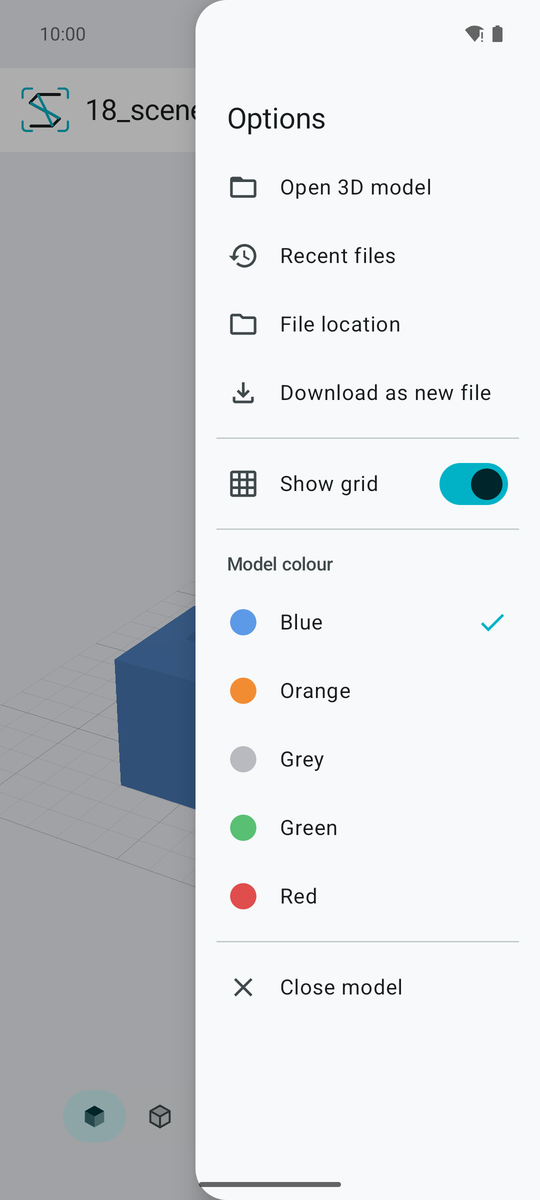 10:00
18_scene
Options
Open 3D model
Recent files
File location
Download as new file
Show grid
Model colour
Blue
Orange
Grey
Green
Red
Close model